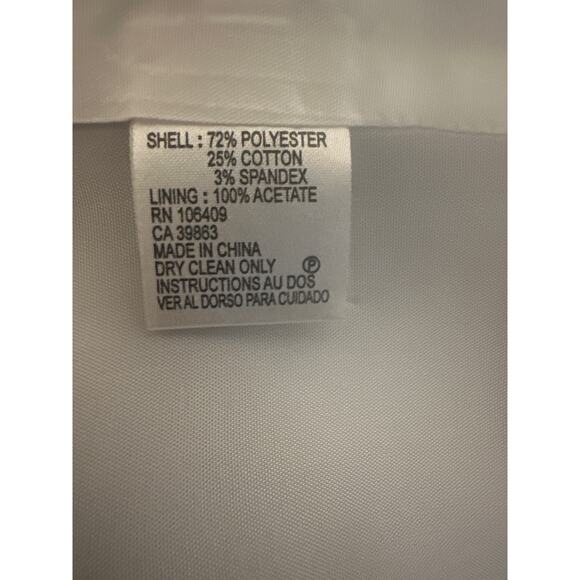 SHELL : 72% POLYESTER
25% COTTON
3% SPANDEX
LINING : 100% ACETATE
RN 106409
CA 39863
MADE IN CHINA
DRY CLEAN ONLY Ⓟ
INSTRUCTIONS AU DOS
VER AL DORSO PARA CUIDADO